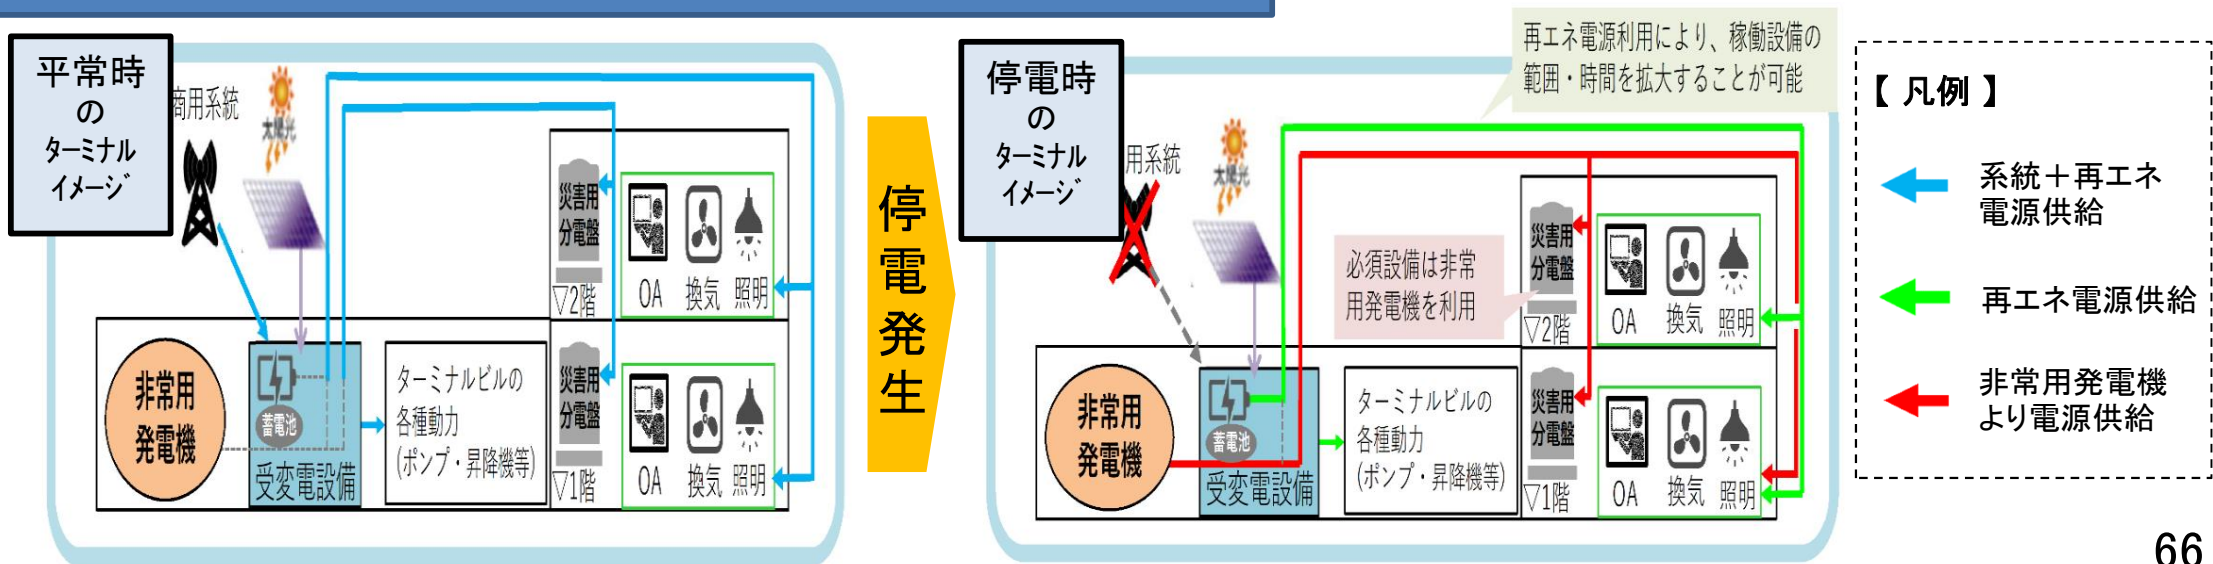 平常時
の
ターミナル
イメージ
商用系統
太陽光
災害用
分電盤
▽2階
OA 換気 照明
非常用
発電機
蓄電池
受変電設備
ターミナルビルの
各種動力
(ポンプ・昇降機等)
災害用
分電盤
▽1階
OA 換気 照明
停電発生
停電時
の
ターミナル
イメージ
用系統
太陽光
再エネ電源利用により、稼働設備の
範囲・時間を拡大することが可能
必須設備は非常
用発電機を利用
災害用
分電盤
▽2階
OA 換気 照明
非常用
発電機
蓄電池
受変電設備
ターミナルビルの
各種動力
(ポンプ・昇降機等)
災害用
分電盤
▽1階
OA 換気 照明
【 凡例 】
系統＋再エネ
電源供給
再エネ電源供給
非常用発電機
より電源供給
66